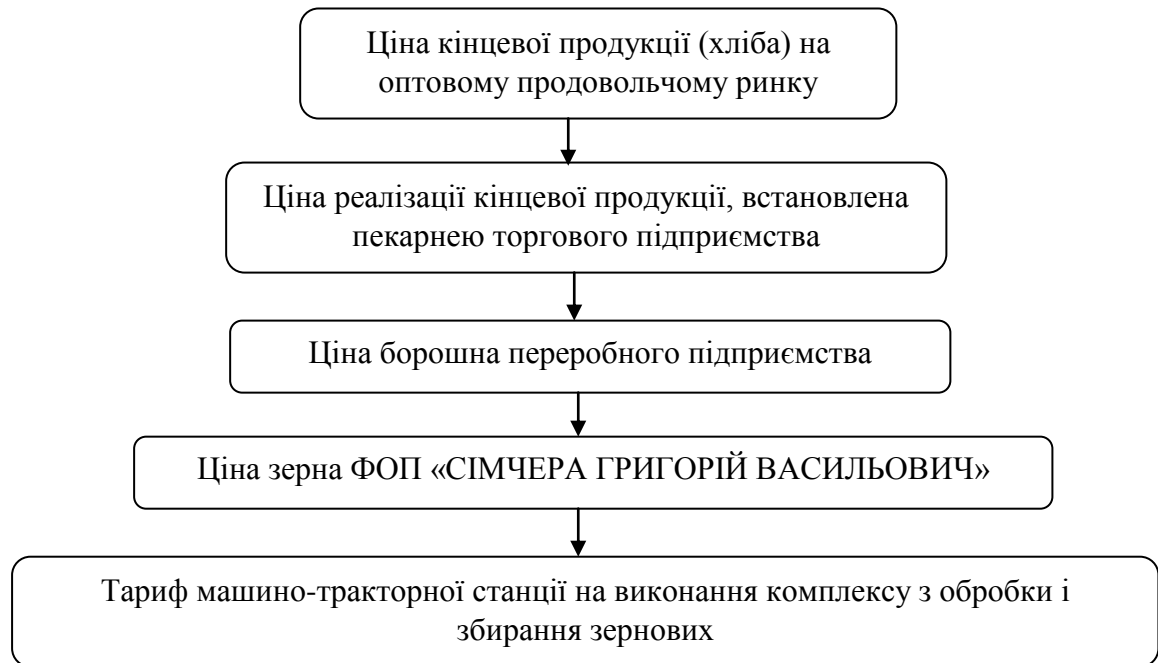 Ціна кінцевої продукції (хліба) на
оптовому продовольчому ринку
Ціна реалізації кінцевої продукції, встановлена
пекарнею торгового підприємства
Ціна борошна переробного підприємства
Ціна зерна ФОП «СІМЧЕРА ГРИГОРІЙ ВАСИЛЬОВИЧ»
Тариф машино-тракторної станції на виконання комплексу з обробки і
збирання зернових